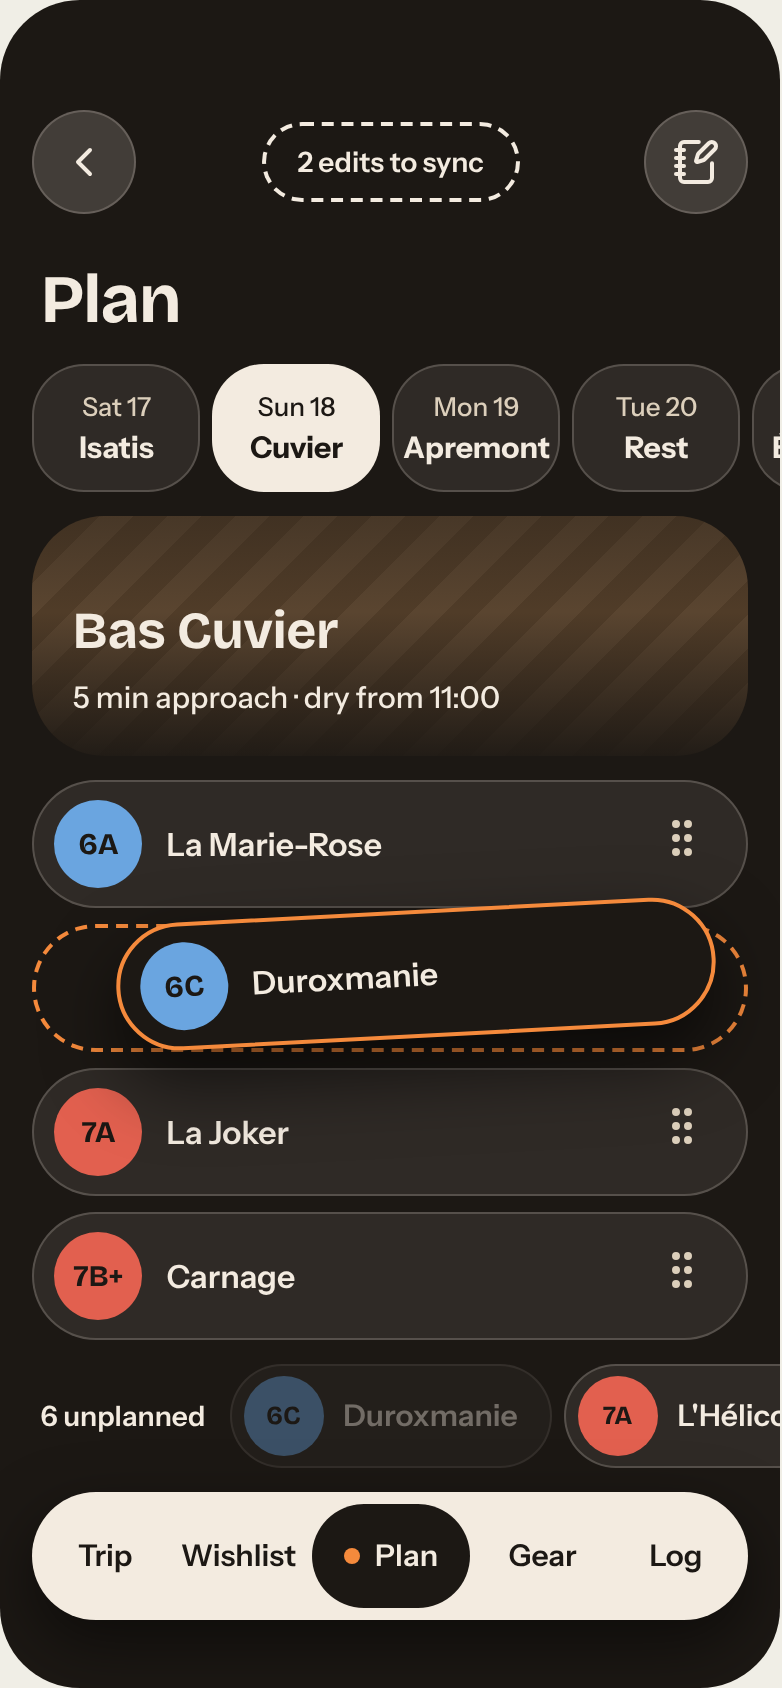 2 edits to sync
Plan
Sat 17
Isatis
Sun 18
Cuvier
Mon 19
Apremont
Tue 20
Rest
Bas Cuvier
5 min approach · dry from 11:00
6A La Marie-Rose
6C Duroxmanie
7A La Joker
7B+ Carnage
6 unplanned
6C Duroxmanie
7A
Trip Wishlist Plan Gear Log